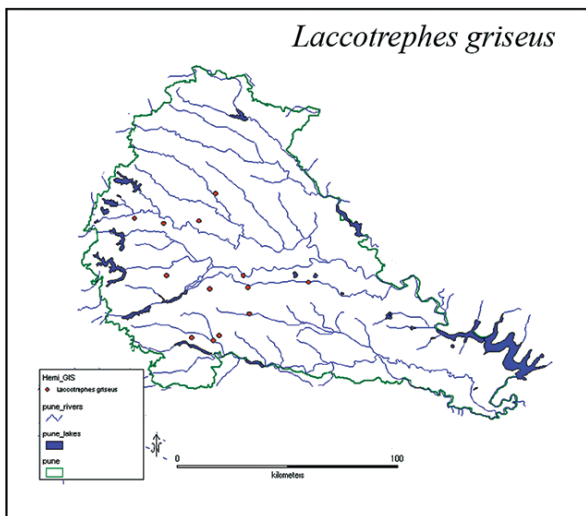 Laccotrephes griseus
Hemi_GIS
Laccotrephes griseus
pune_rivers
pune_lakes
pune
0 100
kilometers